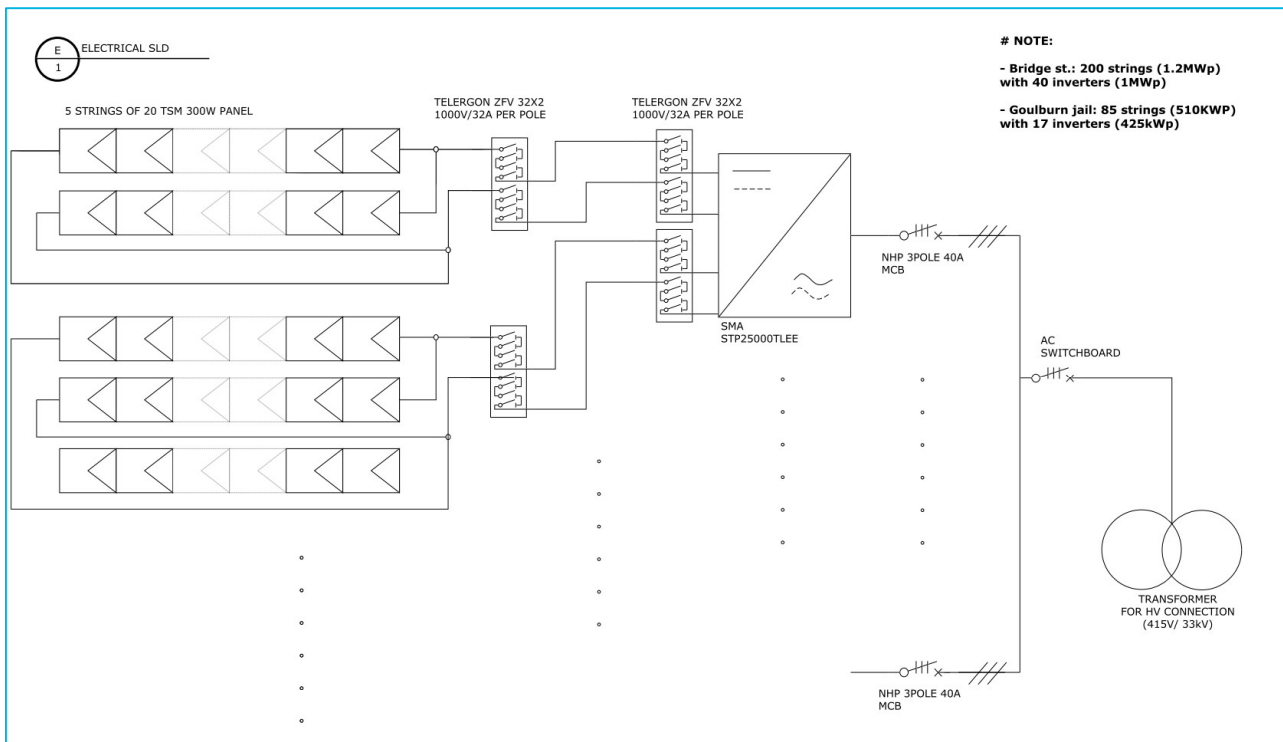 E
1
ELECTRICAL SLD
# NOTE:
- Bridge st.: 200 strings (1.2MWp)
with 40 inverters (1MWp)
- Goulburn jail: 85 strings (510KWP)
with 17 inverters (425kWp)
5 STRINGS OF 20 TSM 300W PANEL
TELERGON ZFV 32X2
1000V/32A PER POLE
TELERGON ZFV 32X2
1000V/32A PER POLE
NHP 3POLE 40A
MCB
SMA
STP25000TLEE
AC
SWITCHBOARD
TRANSFORMER
FOR HV CONNECTION
(415V/ 33kV)
NHP 3POLE 40A
MCB